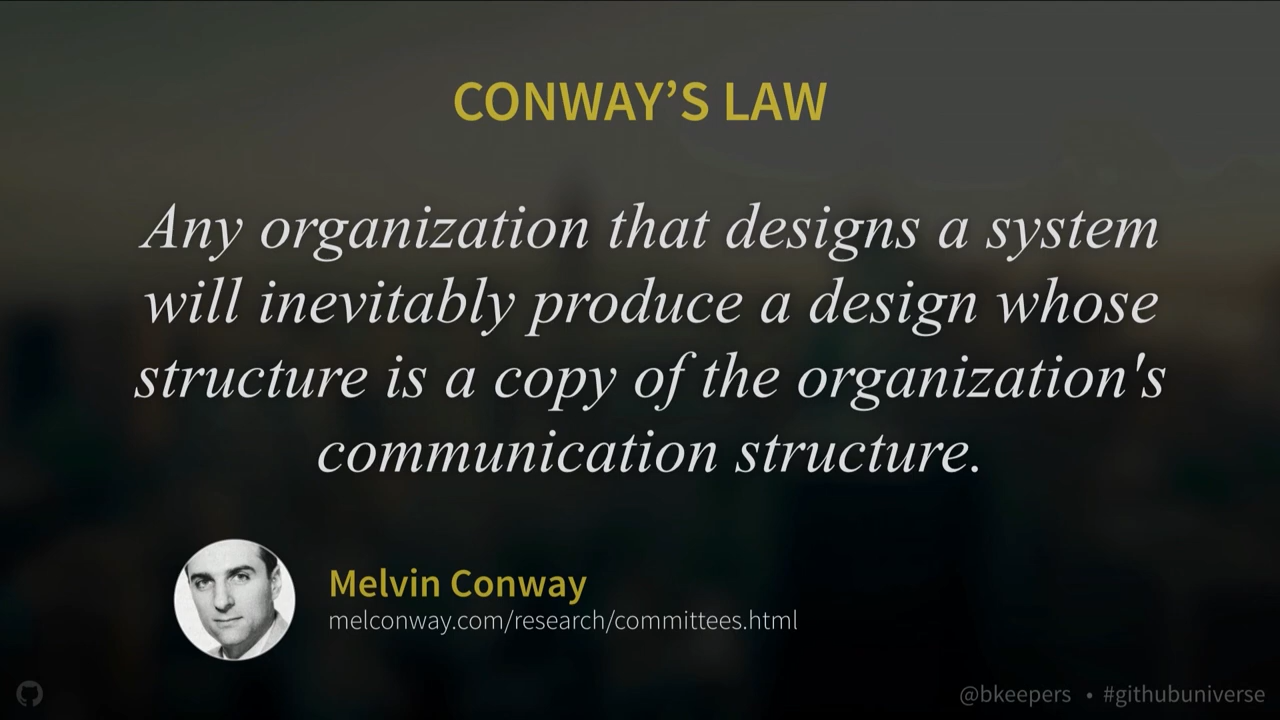 CONWAY’S LAW
Any organization that designs a system
will inevitably produce a design whose
structure is a copy of the organization's
communication structure.
Melvin Conway
melconway.com/research/committees.html
@bkeepers • #githubuniverse